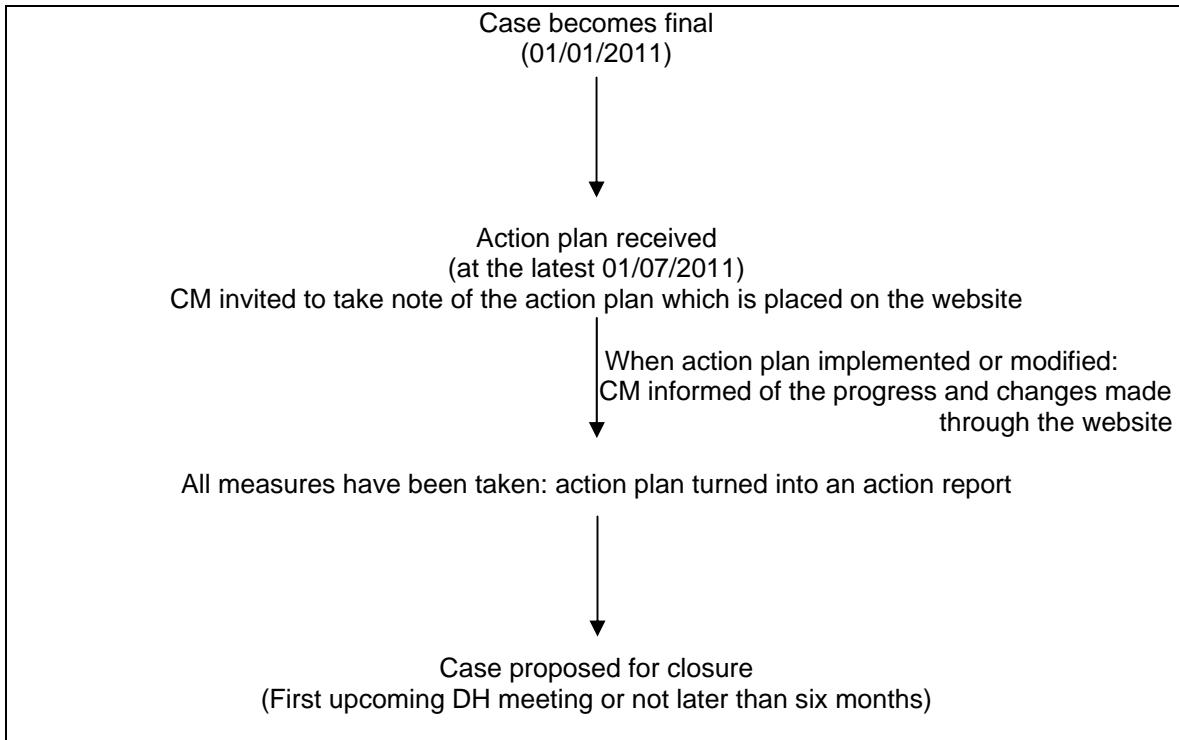 Case becomes final
(01/01/2011)
Action plan received
(at the latest 01/07/2011)
CM invited to take note of the action plan which is placed on the website
When action plan implemented or modified:
CM informed of the progress and changes made
through the website
All measures have been taken: action plan turned into an action report
Case proposed for closure
(First upcoming DH meeting or not later than six months)